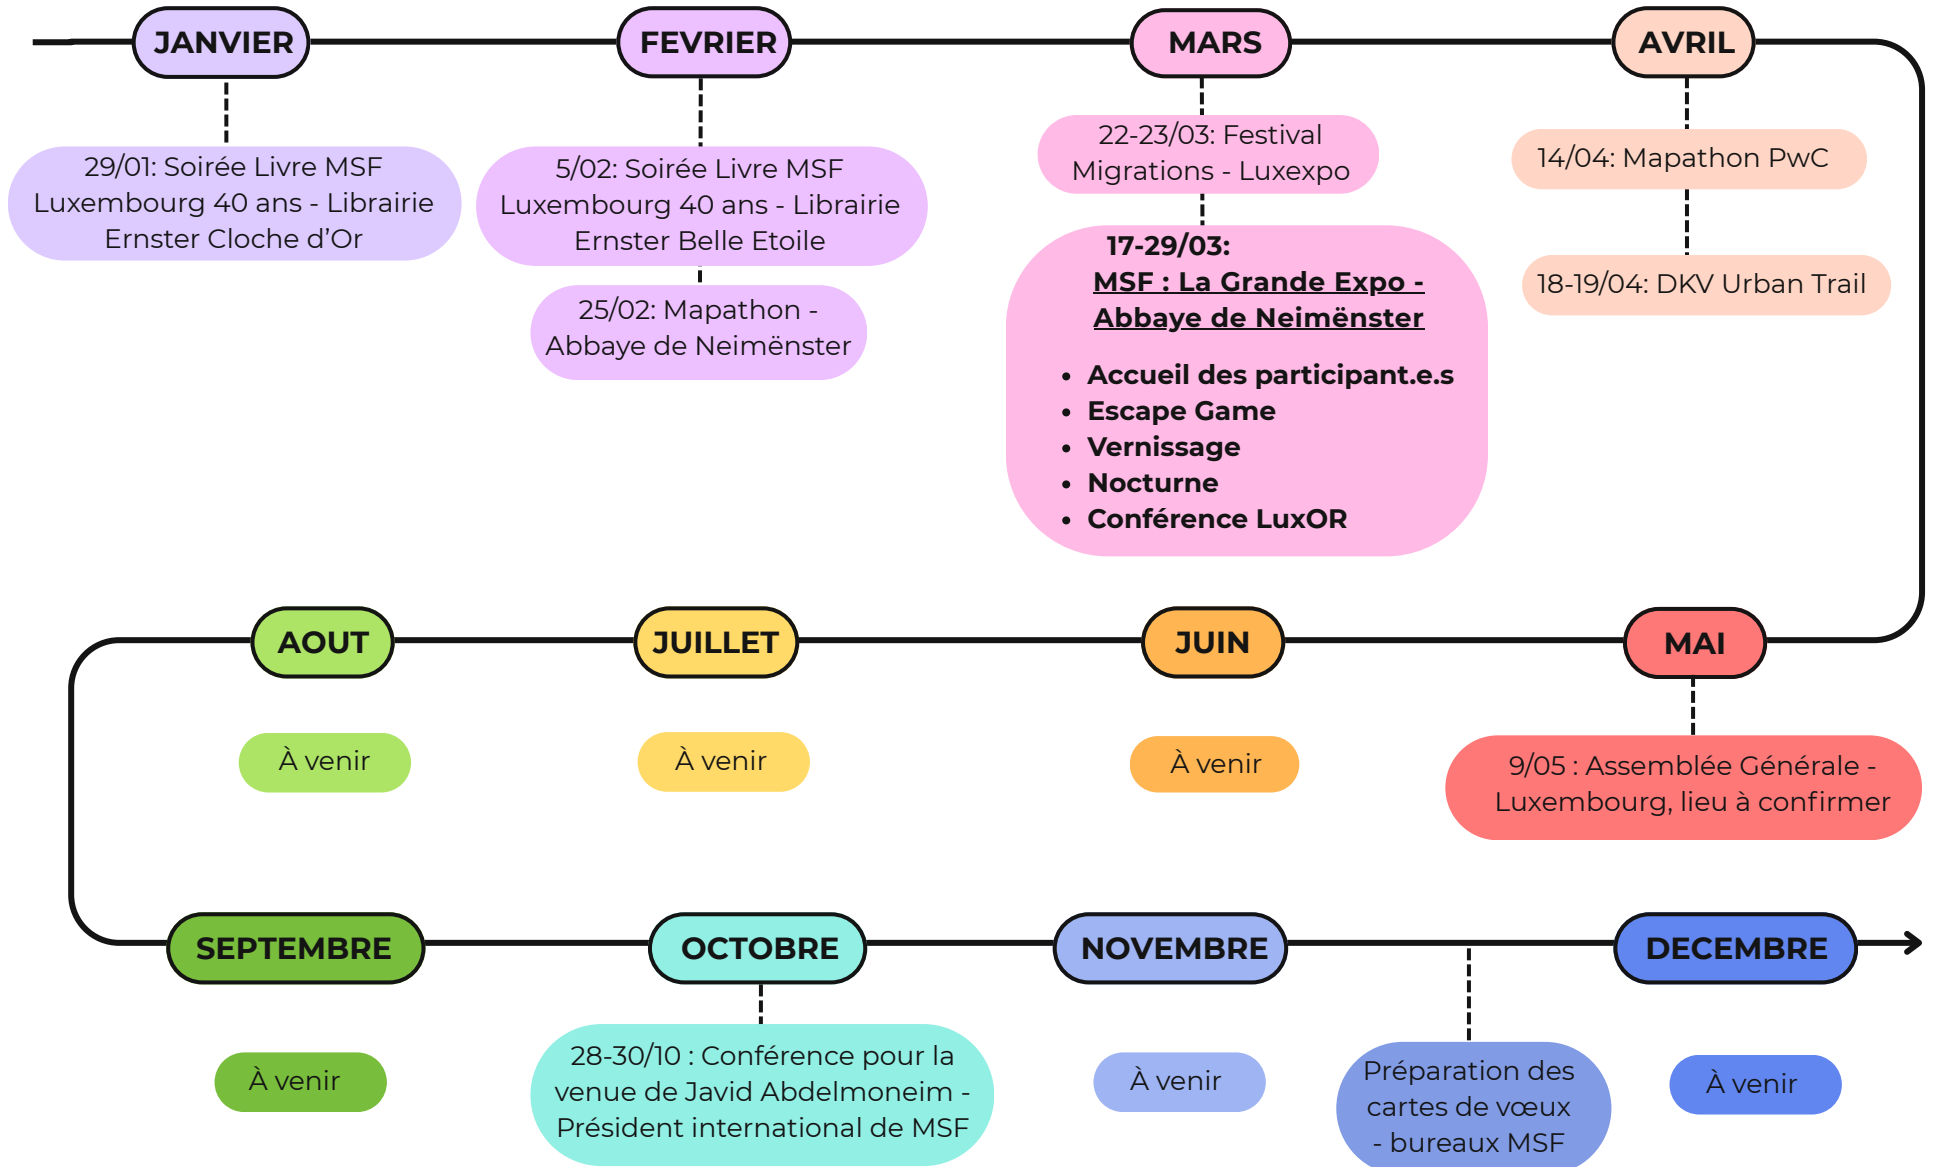 JANVIER
FEVRIER
MARS
AVRIL
29/01: Soirée Livre MSF
Luxembourg 40 ans - Librairie
Ernster Cloche d’Or
5/02: Soirée Livre MSF
Luxembourg 40 ans - Librairie
Ernster Belle Etoile
25/02: Mapathon -
Abbaye de Neimënster
22-23/03: Festival
Migrations - Luxexpo
17-29/03:
MSF : La Grande Expo -
Abbaye de Neimënster
• Accueil des participant.e.s
• Escape Game
• Vernissage
• Nocturne
• Conférence LuxOR
14/04: Mapathon PwC
18-19/04: DKV Urban Trail
AOUT
JUILLET
JUIN
MAI
À venir
À venir
À venir
9/05 : Assemblée Générale -
Luxembourg, lieu à confirmer
SEPTEMBRE
OCTOBRE
NOVEMBRE
DECEMBRE
À venir
28-30/10 : Conférence pour la
venue de Javid Abdelmoneim -
Président international de MSF
À venir
Préparation des
cartes de vœux
- bureaux MSF
À venir